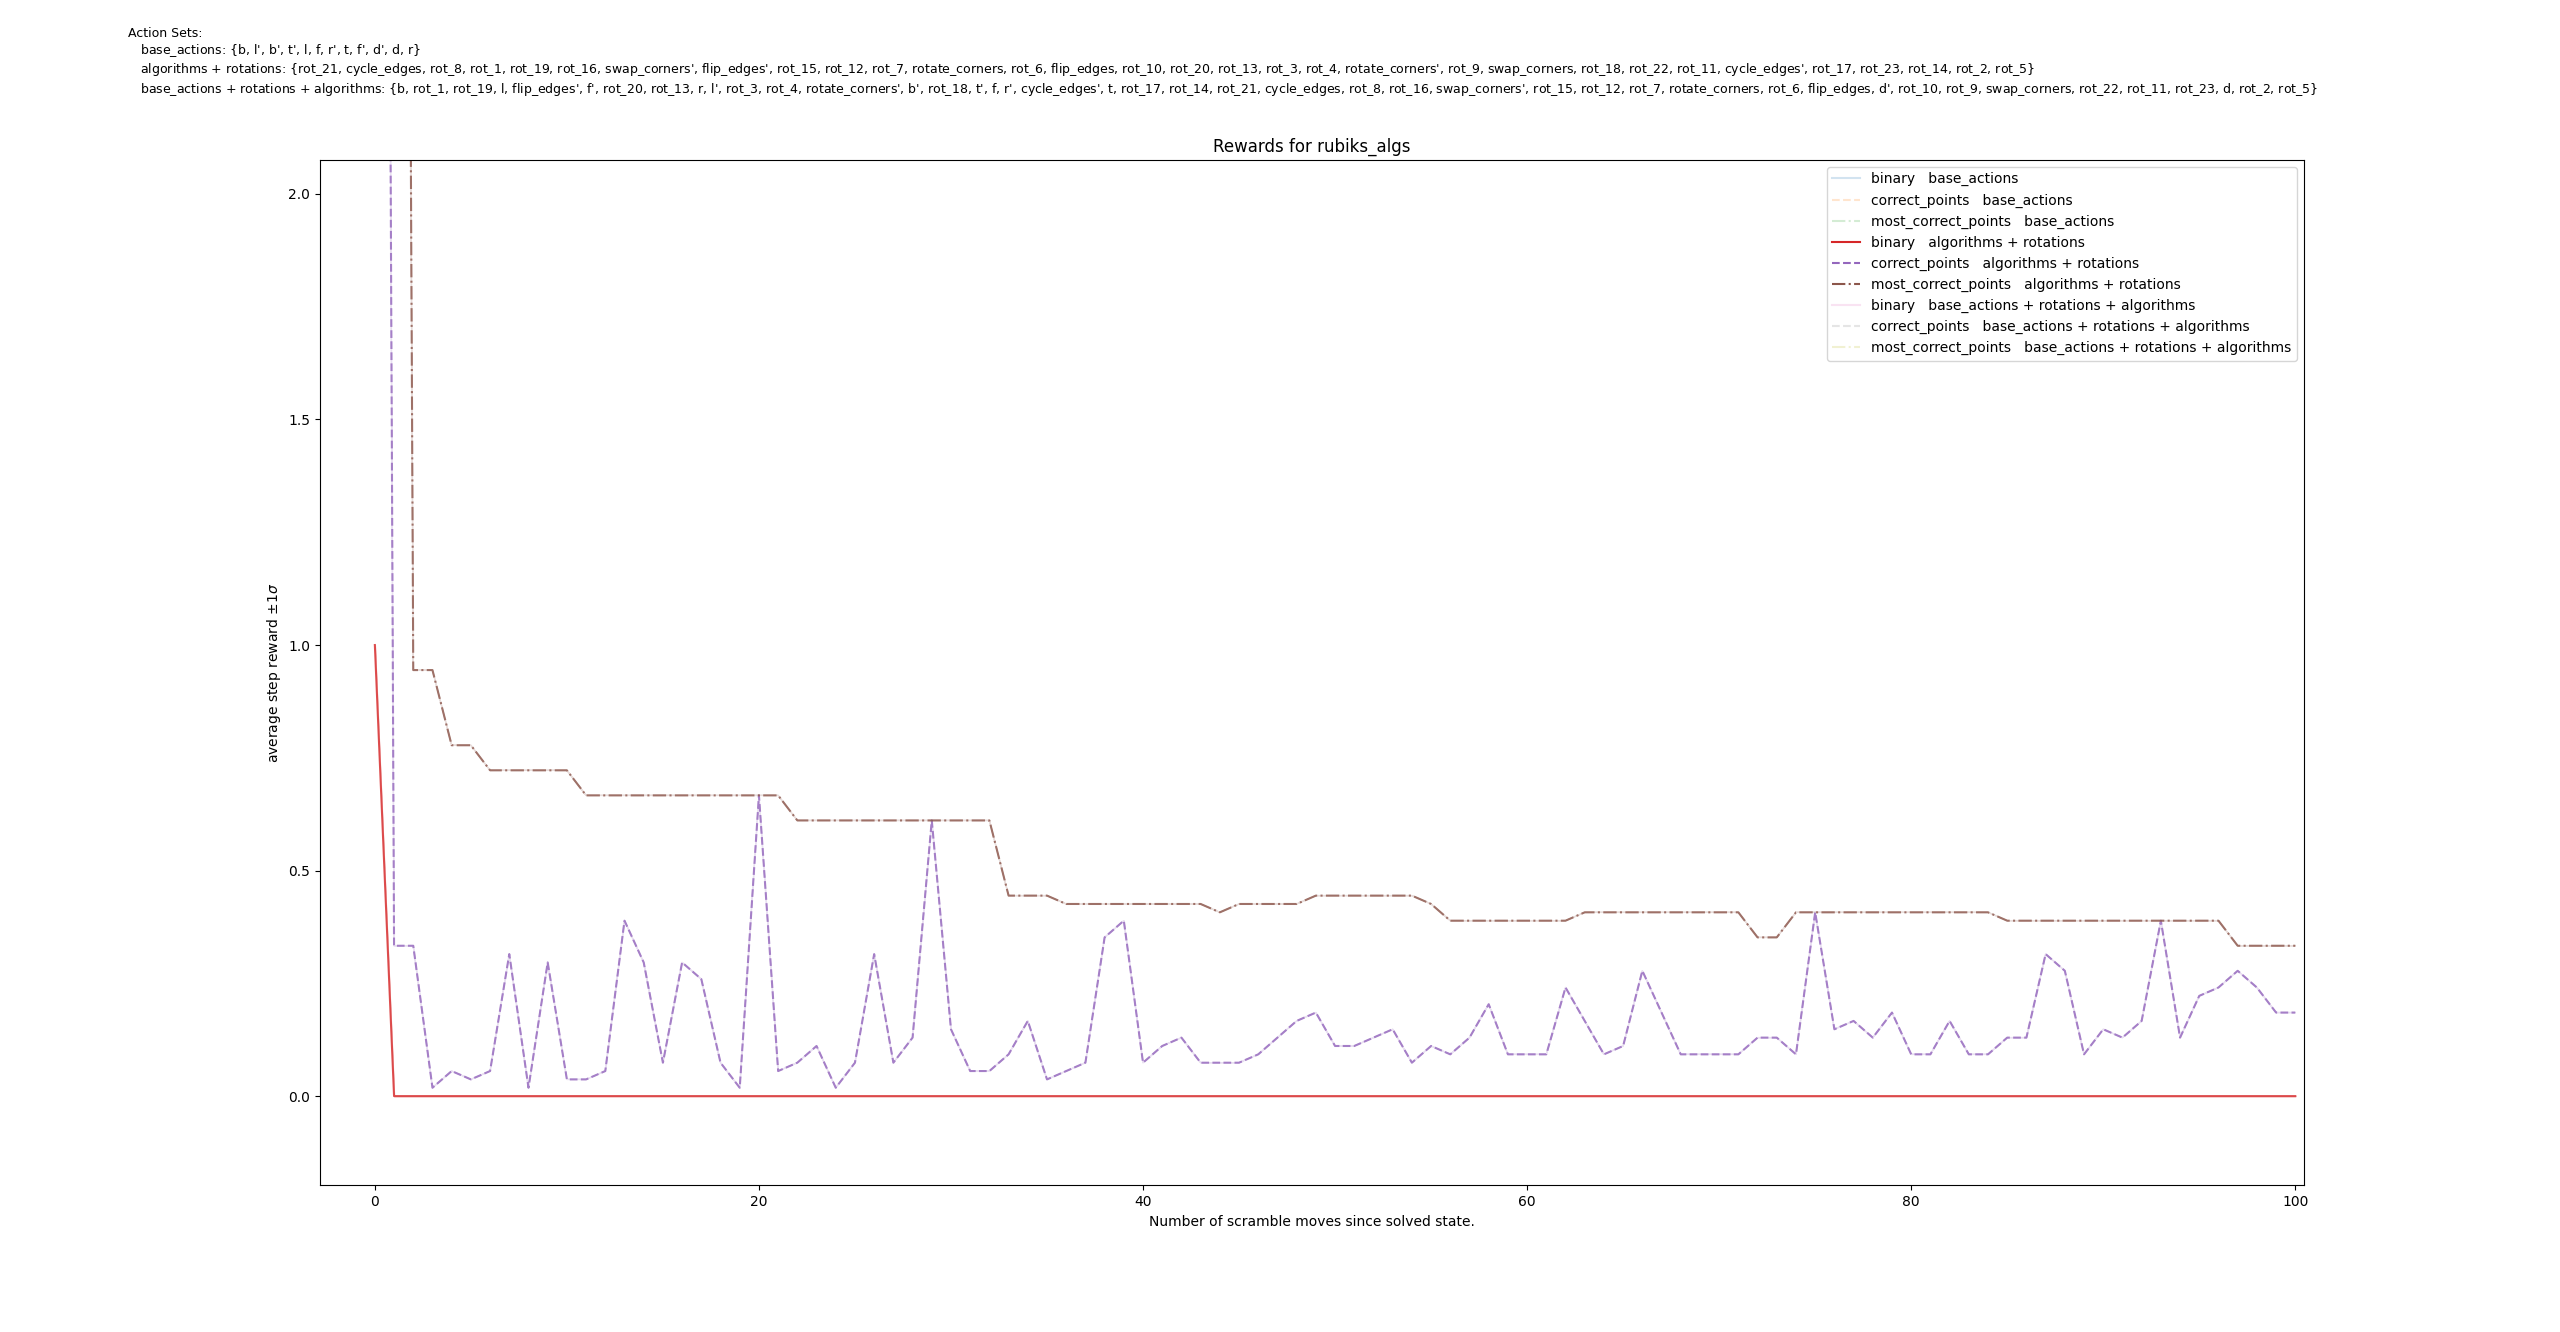 Action Sets:
base_actions: {b, l', b', t', l, f, r', t, f', d', d, r}
algorithms + rotations: {rot_21, cycle_edges, rot_8, rot_1, rot_19, rot_16, swap_corners', flip_edges', rot_15, rot_12, rot_7, rotate_corners, rot_6, flip_edges, rot_10, rot_20, rot_13, rot_3, rot_4, rotate_corners', rot_9, swap_corners, rot_18, rot_22, rot_11, cycle_edges', rot_17, rot_23, rot_14, rot_2, rot_5}
base_actions + rotations + algorithms: {b, rot_1, rot_19, l, flip_edges', f', rot_20, rot_13, r, l', rot_3, rot_4, rotate_corners', b', rot_18, t', f, r', cycle_edges', t, rot_17, rot_14, rot_21, cycle_edges, rot_8, rot_16, swap_corners', rot_15, rot_12, rot_7, rotate_corners, rot_6, flip_edges, d', rot_10, rot_9, swap_corners, rot_22, rot_11, rot_23, d, rot_2, rot_5}
Rewards for rubiks_algs
binary base_actions
correct_points base_actions
most_correct_points base_actions
binary algorithms + rotations
correct_points algorithms + rotations
most_correct_points algorithms + rotations
binary base_actions + rotations + algorithms
correct_points base_actions + rotations + algorithms
most_correct_points base_actions + rotations + algorithms
average step reward ±1σ
2.0
1.5
1.0
0.5
0.0
0 20 40 60 80 100
Number of scramble moves since solved state.